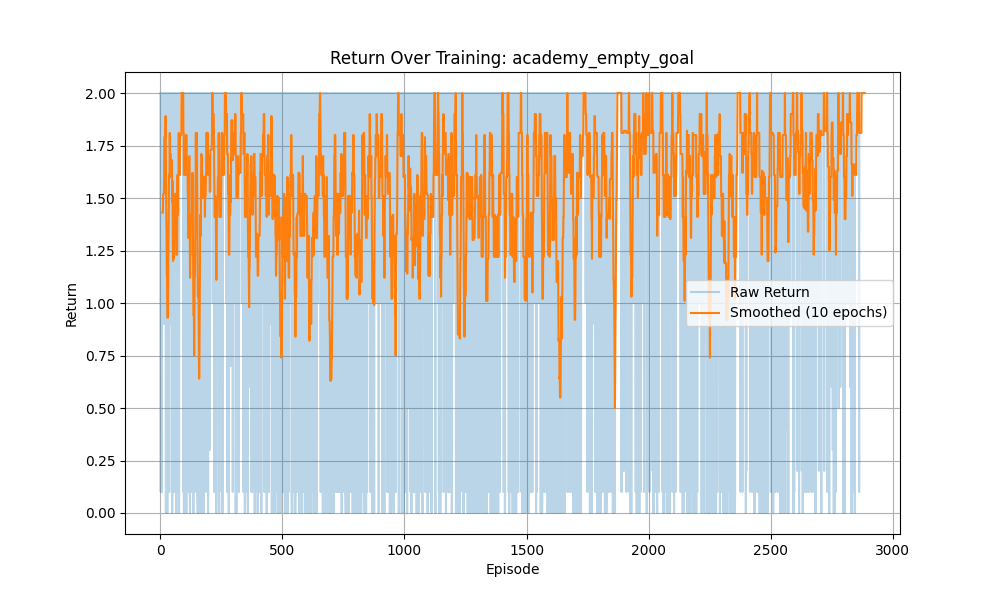 Return Over Training: academy_empty_goal
2.00
1.75
1.50
1.25
1.00
0.75
0.50
0.25
0.00
Return
Raw Return
Smoothed (10 epochs)
0 500 1000 1500 2000 2500 3000
Episode